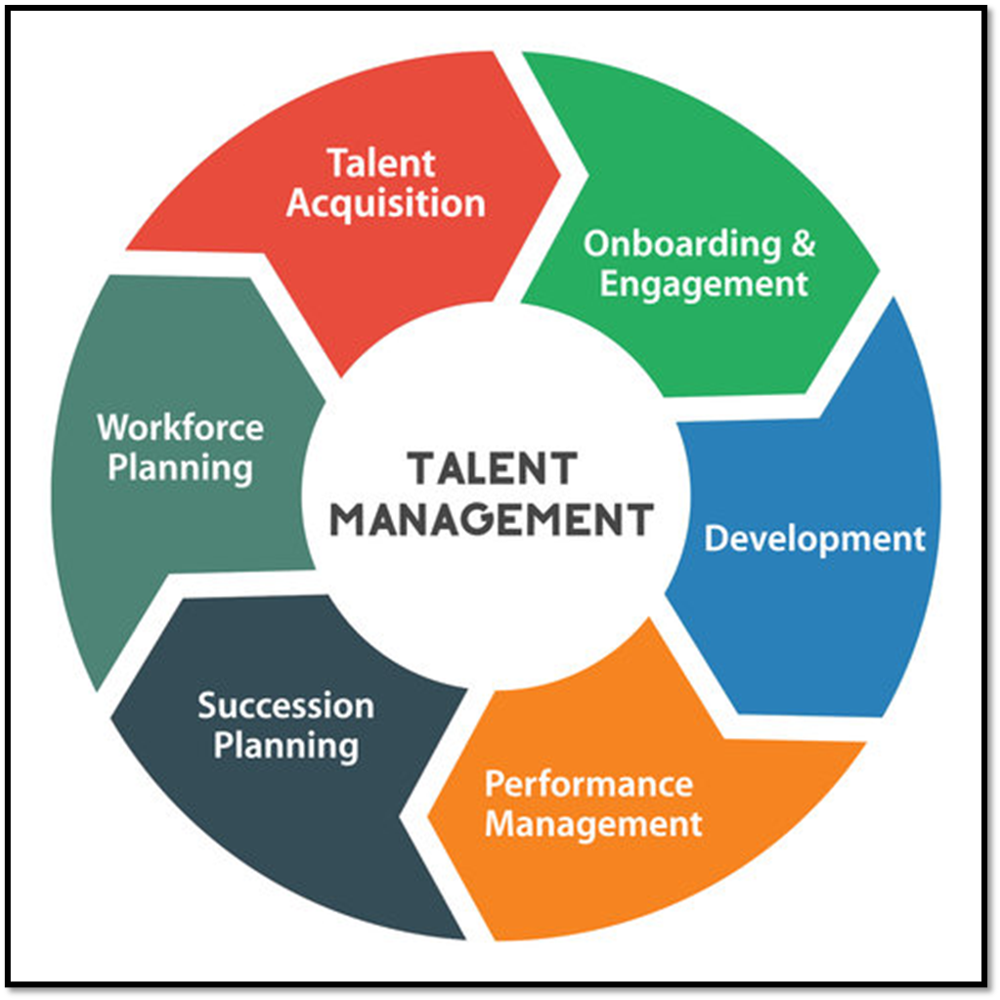 Talent
Acquisition
Onboarding &
Engagement
Development
Performance
Management
Succession
Planning
Workforce
Planning
TALENT
MANAGEMENT